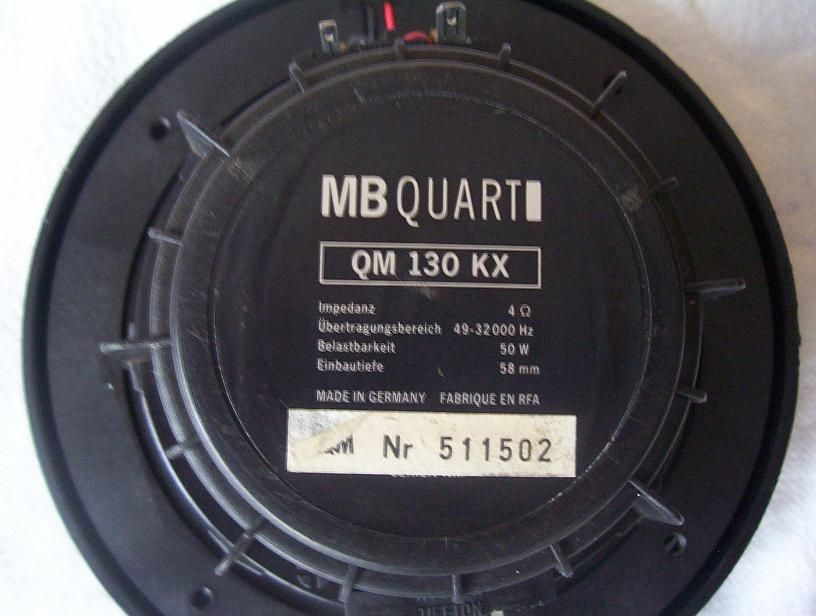 MB QUART
QM 130 KX
Impedanz 4 Ω
Übertragungsbereich 49-32000 Hz
Belastbarkeit 50 W
Einbautiefe 58 mm
MADE IN GERMANY FABRIQUE EN RFA
Nr 511502